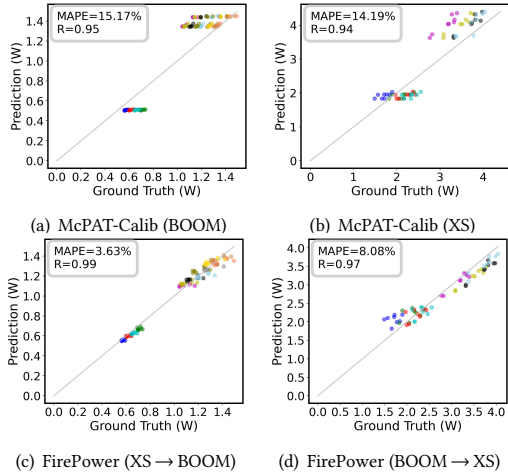 MAPE=15.17%
R=0.95
Prediction (W)
1.4
1.2
1.0
0.8
0.6
0.4
0.2
0.0
0.0 0.2 0.4 0.6 0.8 1.0 1.2 1.4
Ground Truth (W)
(a) McPAT-Calib (BOOM)
MAPE=14.19%
R=0.94
Prediction (W)
4
3
2
1
0
0 1 2 3 4
Ground Truth (W)
(b) McPAT-Calib (XS)
MAPE=3.63%
R=0.99
Prediction (W)
1.4
1.2
1.0
0.8
0.6
0.4
0.2
0.0
0.0 0.2 0.4 0.6 0.8 1.0 1.2 1.4
Ground Truth (W)
(c) FirePower (XS → BOOM)
MAPE=8.08%
R=0.97
Prediction (W)
4.0
3.5
3.0
2.5
2.0
1.5
1.0
0.5
0.0
0.0 0.5 1.0 1.5 2.0 2.5 3.0 3.5 4.0
Ground Truth (W)
(d) FirePower (BOOM → XS)